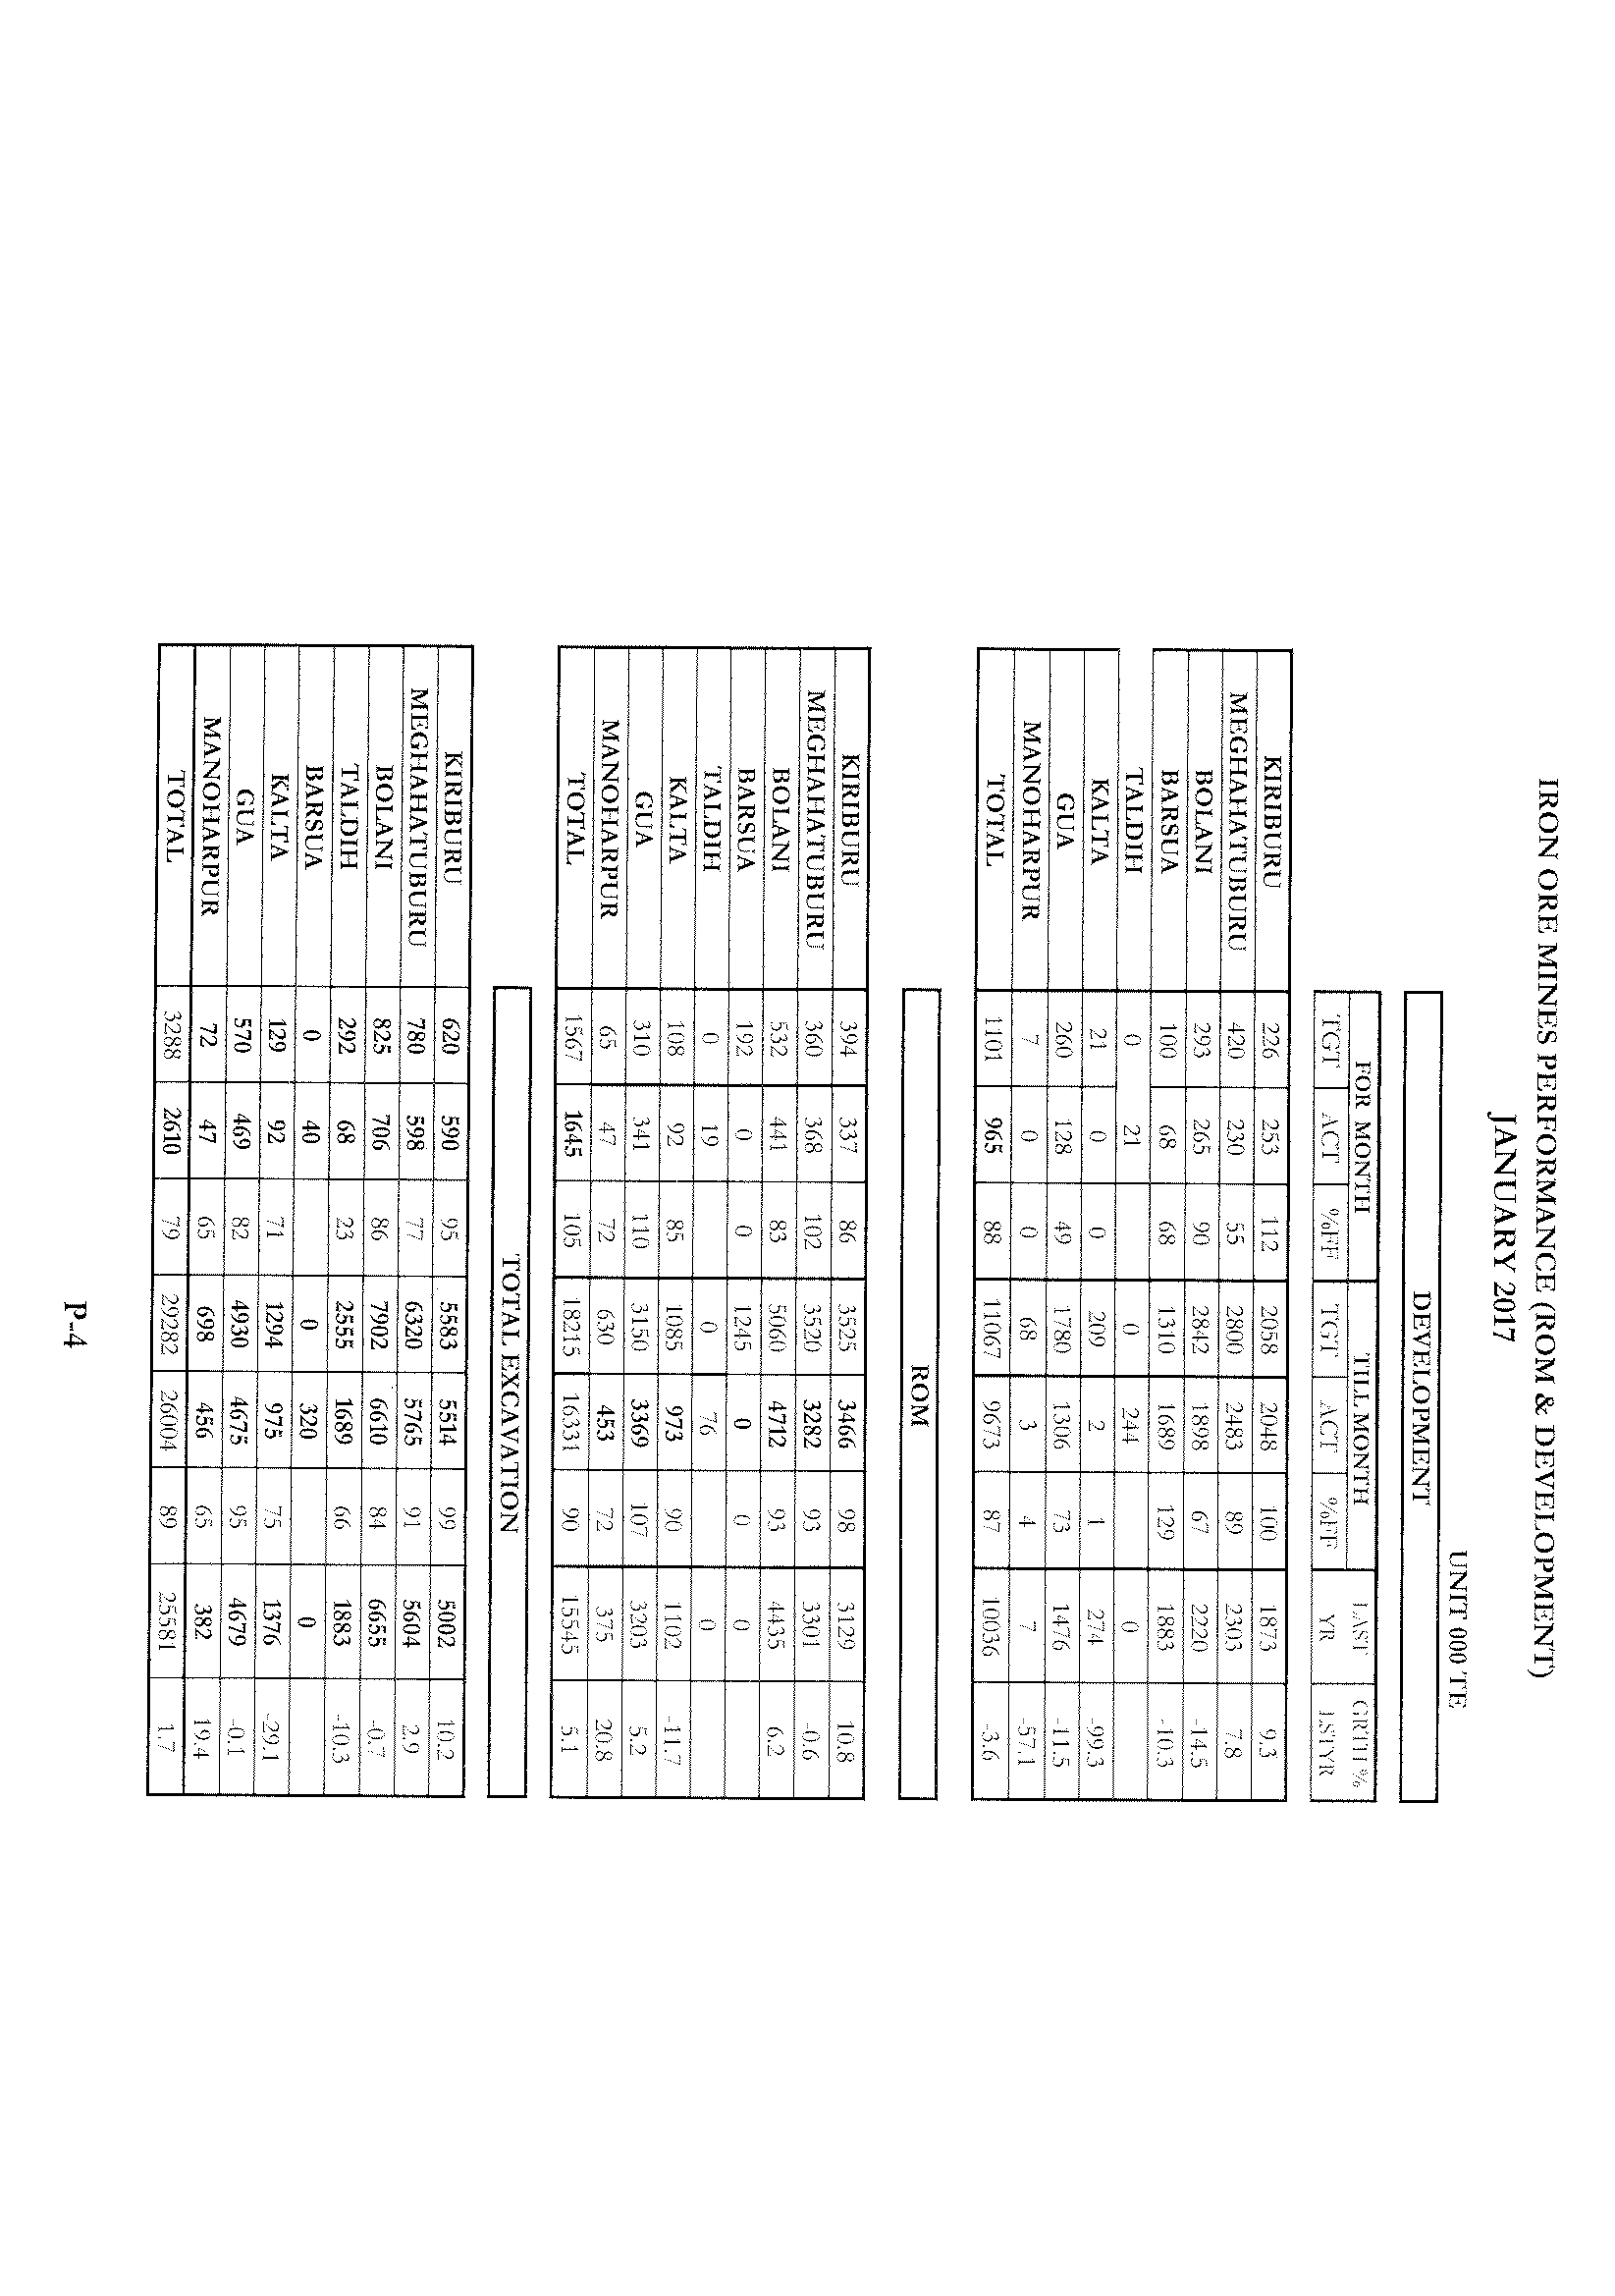 IRON ORE MINES PERFORMANCE (ROM & DEVELOPMENT)
JANUARY 2017
UNIT 000 TE
DEVELOPMENT
FOR MONTH TILL MONTH LAST GRTH %
TGT ACT %FF TGT ACT %FF YR LSTYR
KIRIBURU 226 253 112 2058 2048 100 1873 9.3
MEGHAHATUBURU 420 230 55 2800 2483 89 2303 7.8
BOLANI 293 265 90 2842 1898 67 2220 -14.5
BARSUA 100 68 68 1310 1689 129 1883 -10.3
TALDIH 0 21 0 244 0
KALTA 21 0 0 209 2 1 274 -99.3
GUA 260 128 49 1780 1306 73 1476 -11.5
MANOHARPUR 7 0 0 68 3 4 7 -57.1
TOTAL 1101 965 88 11067 9673 87 10036 -3.6
ROM
KIRIBURU 394 337 86 3525 3466 98 3129 10.8
MEGHAHATUBURU 360 368 102 3520 3282 93 3301 -0.6
BOLANI 532 441 83 5060 4712 93 4435 6.2
BARSUA 192 0 0 1245 0 0 0
TALDIH 0 19 0 76 0
KALTA 108 92 85 1085 973 90 1102 -11.7
GUA 310 341 110 3150 3369 107 3203 5.2
MANOHARPUR 65 47 72 630 453 72 375 20.8
TOTAL 1567 1645 105 18215 16331 90 15545 5.1
TOTAL EXCAVATION
KIRIBURU 620 590 95 5583 5514 99 5002 10.2
MEGHAHATUBURU 780 598 77 6320 5765 91 5604 2.9
BOLANI 825 706 86 7902 6610 84 6655 -0.7
TALDIH 292 68 23 2555 1689 66 1883 -10.3
BARSUA 0 40 0 320 0
KALTA 129 92 71 1294 975 75 1376 -29.1
GUA 570 469 82 4930 4675 95 4679 -0.1
MANOHARPUR 72 47 65 698 456 65 382 19.4
TOTAL 3288 2610 79 29282 26004 89 25581 1.7
P-4